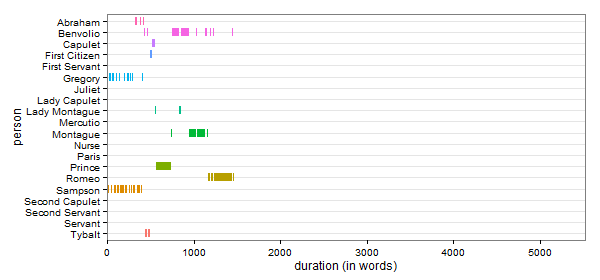 Abraham
Benvolio
Capulet
First Citizen
First Servant
Gregory
Juliet
Lady Capulet
Lady Montague
Mercutio
Montague
Nurse
Paris
Prince
Romeo
Sampson
Second Capulet
Second Servant
Servant
Tybalt
person
0 1000 2000 3000 4000 5000
duration (in words)